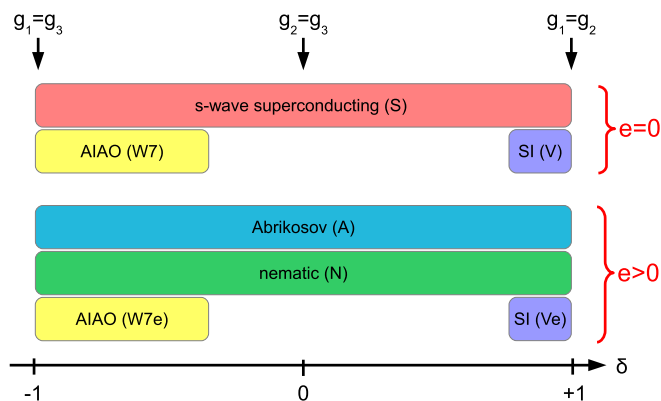 g₁=g₃ g₂=g₃ g₁=g₂
s-wave superconducting (S)
AIAO (W7) SI (V)
e=0
Abrikosov (A)
nematic (N)
e>0
AIAO (W7e) SI (Ve)
δ
-1 0 +1